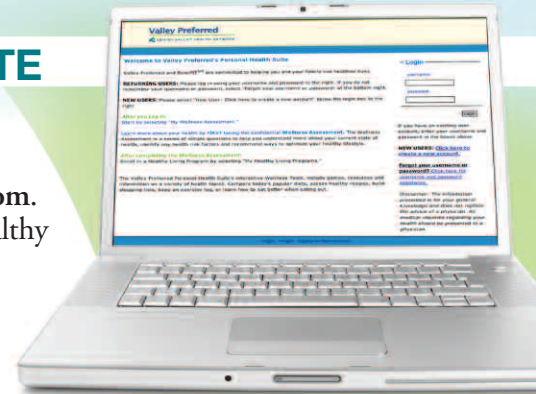 TE
om.
lthy
Valley Preferred
Welcome to Valley Preferred's Personal Health Suite
Valley Preferred and are committed to helping you and your family live healthier lives.
RETURNING USERS: Please log in using your username and password to the right. If you do not
remember your username or password, select "Forgot your username or password" at the bottom right.
NEW USERS: Please select "New User: Click here to create a new account" below the login box to the
right.
After you Log In
Start by selecting "My Wellness Assessment."
Learn more about your health by FIRST taking the confidential Wellness Assessment. The Wellness
Assessment is a series of simple questions to help you understand more about your current state of
health, identify any health risk factors and recommend ways to optimize your healthy lifestyle.
After completing the Wellness Assessment
Enroll in a Healthy Living Program by selecting "My Healthy Living Programs."
The Valley Preferred Personal Health Suite's interactive Wellness Tools, include games, resources and
information on a variety of health topics. Compare today's popular diets, access healthy recipes, build
shopping lists, keep an exercise log, or learn how to eat better when eating out.
Login
username:
password:
Login
If you have an existing user
account, enter your username and
password in the boxes above.
NEW USERS: Click here to
create a new account.
Forgot your username or
password? Click here for
username and password
assistance.
Disclaimer: The information
presented is for your general
knowledge and does not replace
the advice of a physician. All
medical inquiries regarding your
health should be presented to a
physician.